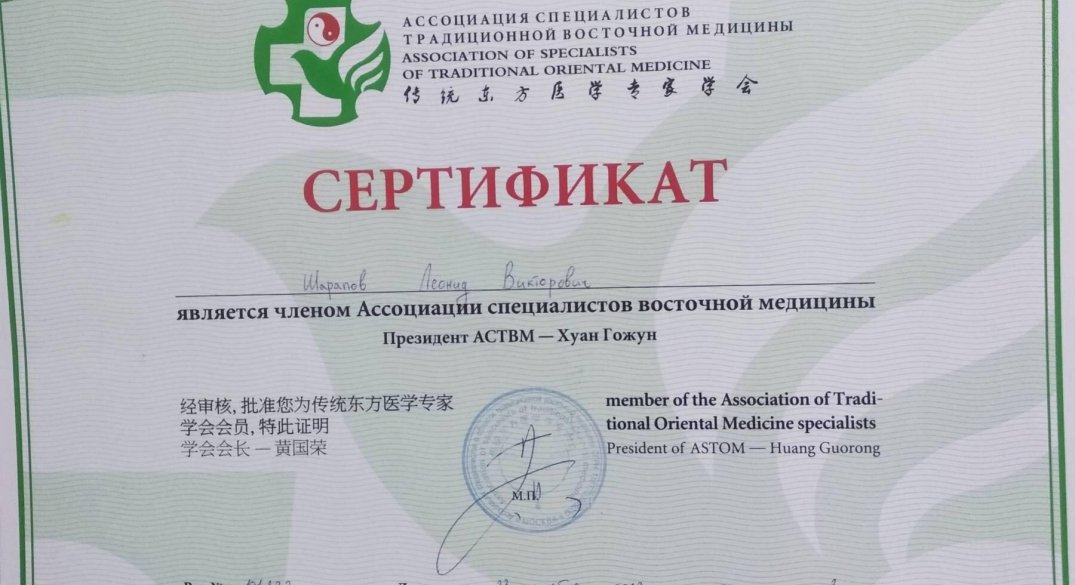 АССОЦИАЦИЯ СПЕЦИАЛИСТОВ
ТРАДИЦИОННОЙ ВОСТОЧНОЙ МЕДИЦИНЫ
ASSOCIATION OF SPECIALISTS
OF TRADITIONAL ORIENTAL MEDICINE
传统东方医学专家学会
СЕРТИФИКАТ
Шарапов Леонид Викторович
является членом Ассоциации специалистов восточной медицины
Президент АСТВМ — Хуан Гожун
经审核, 批准您为传统东方医学专家
学会会员, 特此证明
学会会长 — 黄国荣
member of the Association of Tradi-
tional Oriental Medicine specialists
President of ASTOM — Huang Guorong
М.П.